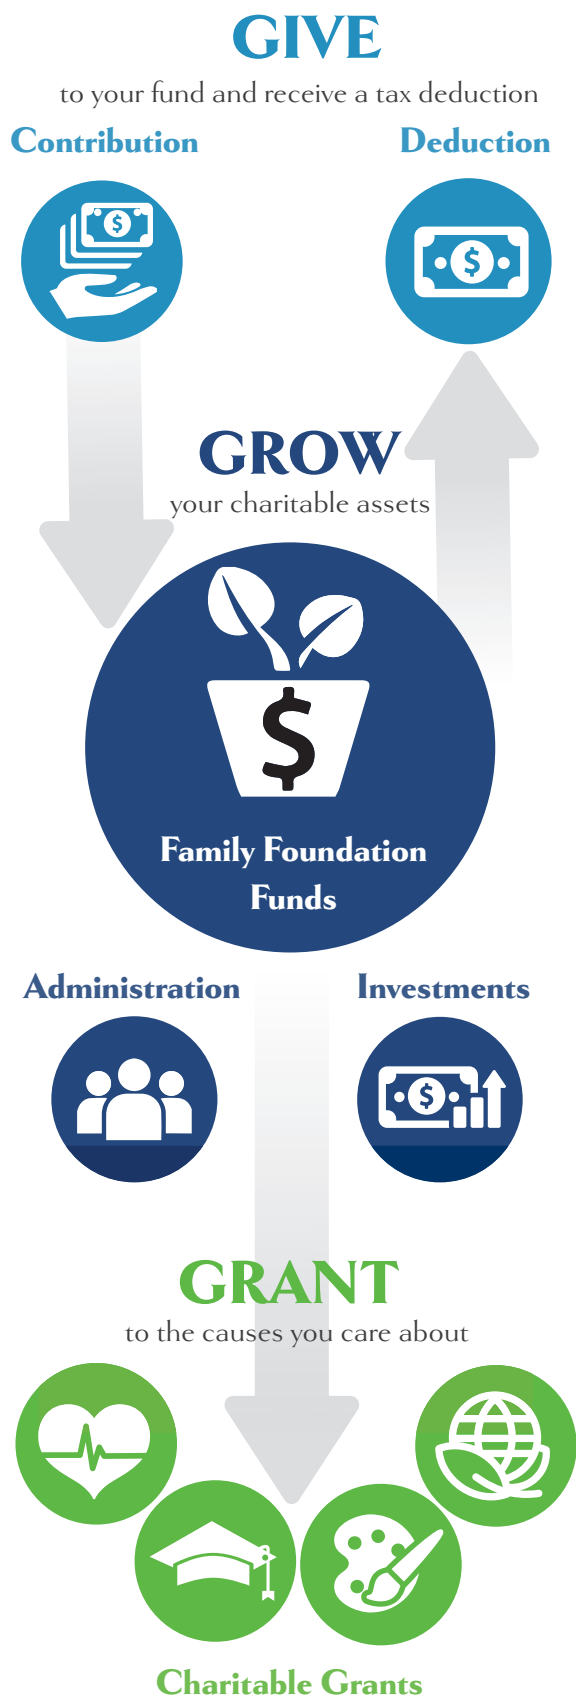 GIVE
to your fund and receive a tax deduction
Contribution
Deduction
$
$
GROW
your charitable assets
$
Family Foundation
Funds
Administration
Investments
$
GRANT
to the causes you care about
Charitable Grants